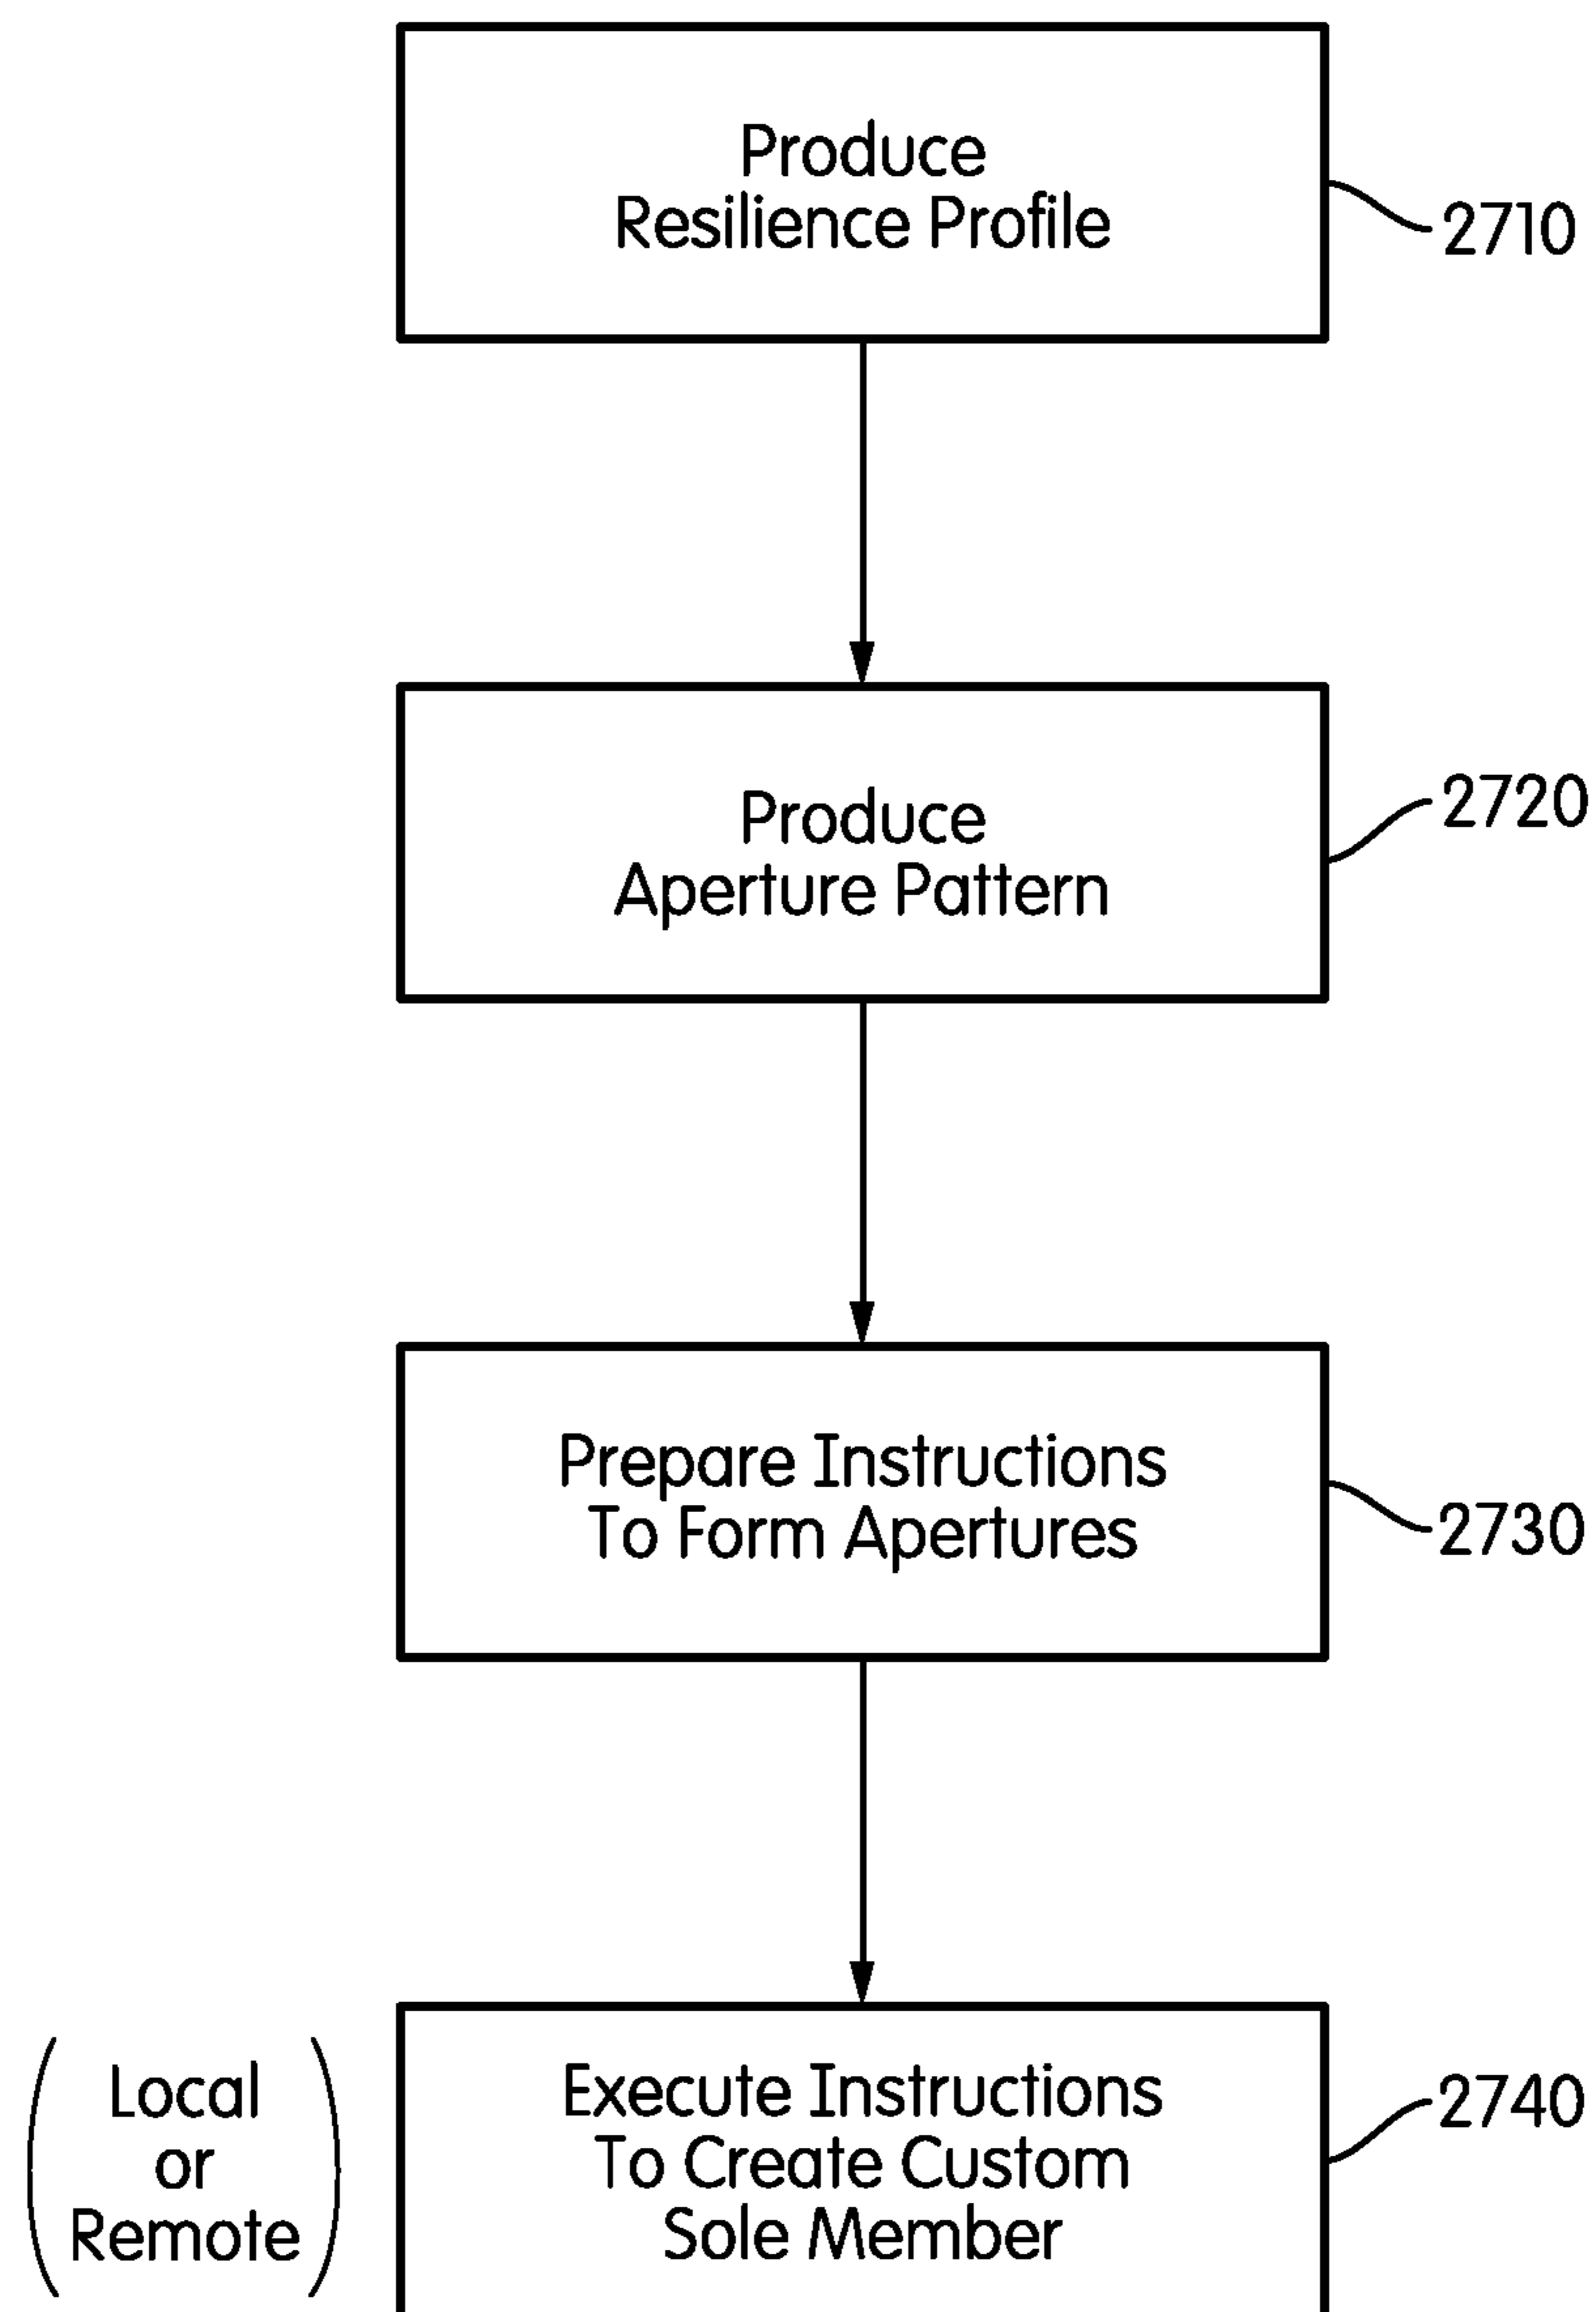 Produce
Resilience Profile
2710
Produce
Aperture Pattern
2720
Prepare Instructions
To Form Apertures
2730
Local
or
Remote
Execute Instructions
To Create Custom
Sole Member
2740